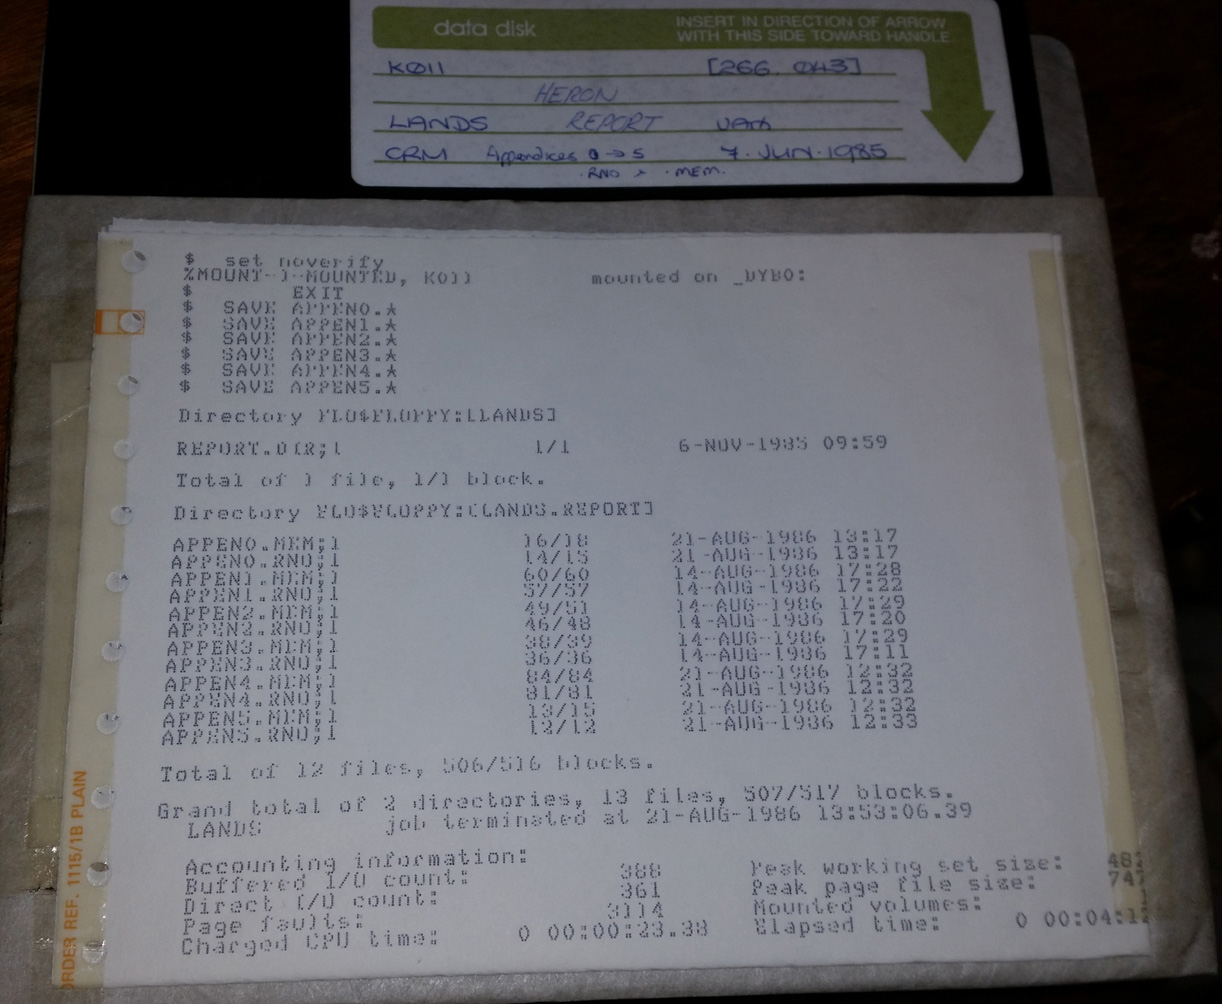 data disk
INSERT IN DIRECTION OF ARROW
WITH THIS SIDE TOWARD HANDLE
K011 [266,043]
HERON
LANDS REPORT VAX
CRM Appendices 0 → 5 7.JUN.1985
.RNO > .MEM.
$ set noverify
%MOUNT-I-MOUNTED, K011 mounted on _DYB0:
$ EXIT
$ SAVE APPEN0.*
$ SAVE APPEN1.*
$ SAVE APPEN2.*
$ SAVE APPEN3.*
$ SAVE APPEN4.*
$ SAVE APPEN5.*
Directory FLO$FLOPPY:[LANDS]
REPORT.DIR;1 1/1 6-NOV-1985 09:59
Total of 1 file, 1/1 block.
Directory FLO$FLOPPY:[LANDS.REPORT]
APPEN0.MEM;1 16/18 21-AUG-1986 13:17
APPEN0.RNO;1 14/15 21-AUG-1986 13:17
APPEN1.MEM;1 60/60 14-AUG-1986 17:28
APPEN1.RNO;1 57/57 14-AUG-1986 17:22
APPEN2.MEM;1 49/51 14-AUG-1986 17:29
APPEN2.RNO;1 46/48 14-AUG-1986 17:20
APPEN3.MEM;1 38/39 14-AUG-1986 17:29
APPEN3.RNO;1 36/36 14-AUG-1986 17:11
APPEN4.MEM;1 84/84 21-AUG-1986 12:32
APPEN4.RNO;1 81/81 21-AUG-1986 12:32
APPEN5.MEM;1 13/15 21-AUG-1986 12:32
APPEN5.RNO;1 12/12 21-AUG-1986 12:33
Total of 12 files, 506/516 blocks.
Grand total of 2 directories, 13 files, 507/517 blocks.
LANDS job terminated at 21-AUG-1986 13:53:06.39
Accounting information:
Buffered I/O count: 388 Peak working set size: 482
Direct I/O count: 361 Peak page file size: 747
Page faults: 3114 Mounted volumes:
Charged CPU time: 0 00:00:23.38 Elapsed time: 0 00:04:1
ORDER REF. 1115/1B PLAIN